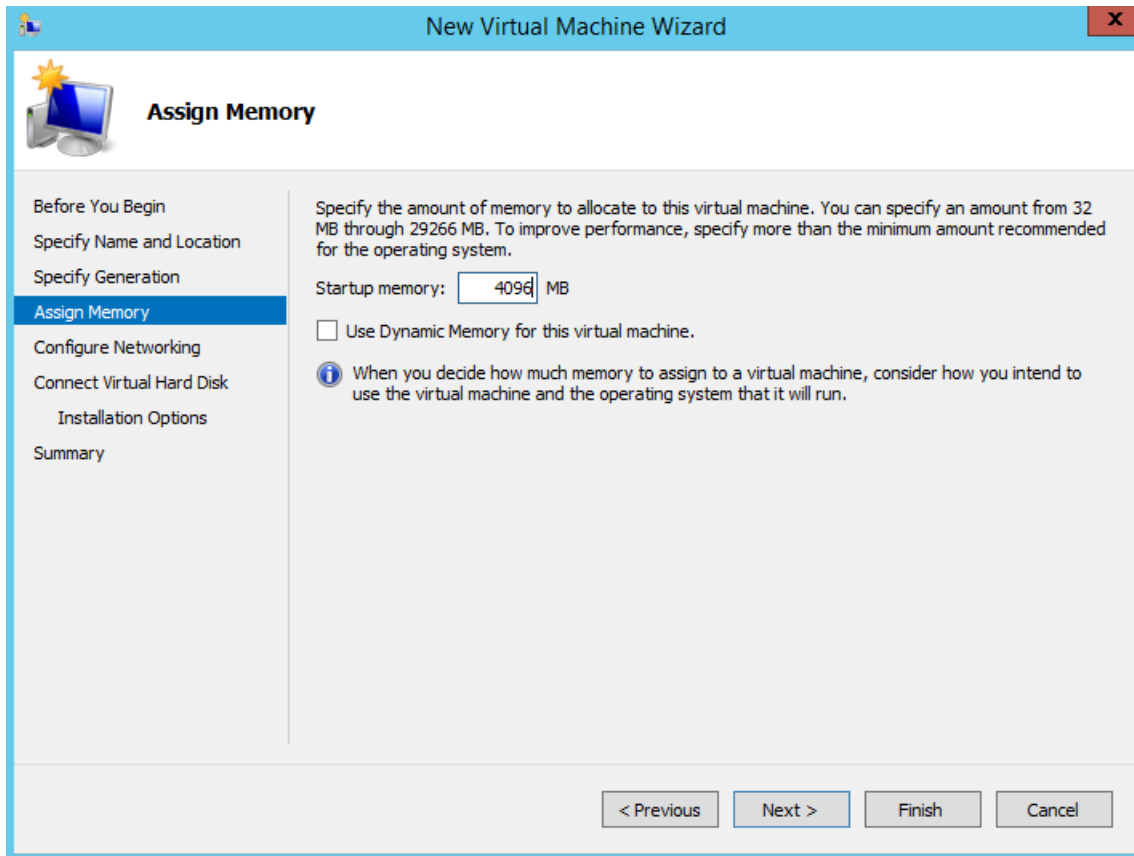 New Virtual Machine Wizard
x
Assign Memory
Before You Begin
Specify Name and Location
Specify Generation
Assign Memory
Configure Networking
Connect Virtual Hard Disk
Installation Options
Summary
Specify the amount of memory to allocate to this virtual machine. You can specify an amount from 32
MB through 29266 MB. To improve performance, specify more than the minimum amount recommended
for the operating system.
Startup memory: 4096 MB
Use Dynamic Memory for this virtual machine.
When you decide how much memory to assign to a virtual machine, consider how you intend to
use the virtual machine and the operating system that it will run.
< Previous Next > Finish Cancel